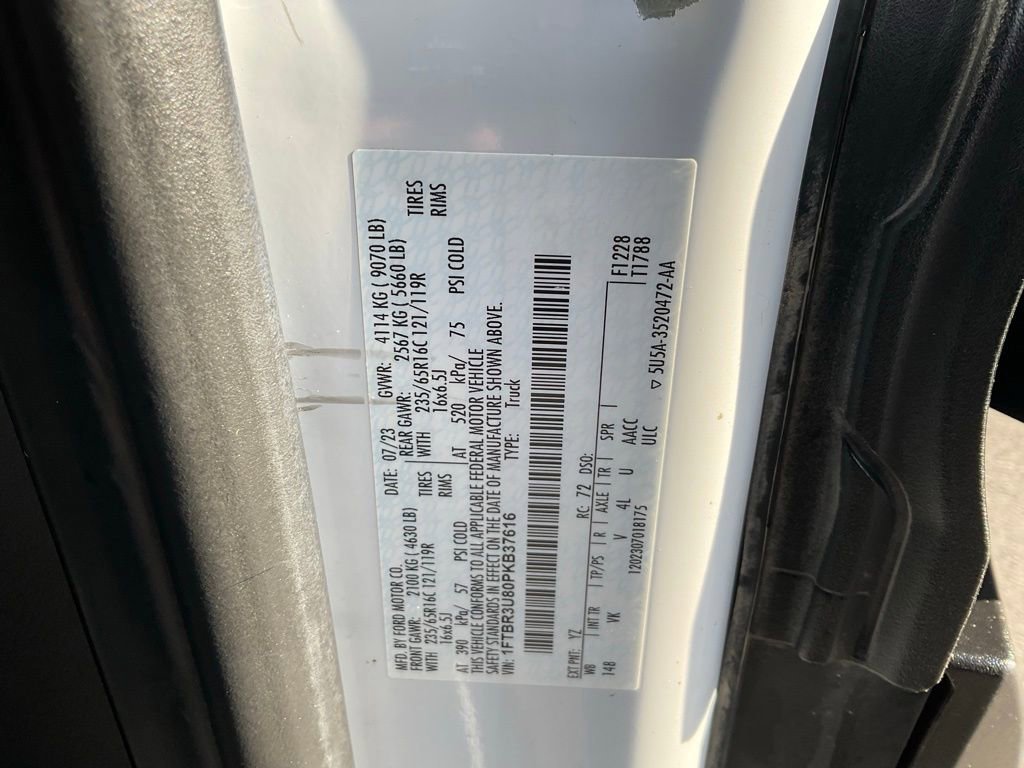 MFD. BY FORD MOTOR CO. DATE: 07/23 GVWR: 4114 KG ( 9070 LB)
FRONT GAWR: 2100 KG ( 4630 LB) REAR GAWR: 2567 KG ( 5660 LB)
WITH 235/65R16C 121/119R TIRES WITH 235/65R16C 121/119R TIRES
16x6.5J RIMS 16x6.5J RIMS
AT 390 kPa/ 57 PSI COLD AT 520 kPa/ 75 PSI COLD
THIS VEHICLE CONFORMS TO ALL APPLICABLE FEDERAL MOTOR VEHICLE
SAFETY STANDARDS IN EFFECT ON THE DATE OF MANUFACTURE SHOWN ABOVE.
VIN: 1FTBR3U80PKB37616 TYPE: Truck
EXT PNT: YZ RC: 72 DSO: F1228
WB INT TR TP/PS R AXLE TR SPR T1788
148 VK V 4L U AACC
1202307018175 ULC ▽ 5U5A-3520472-AA